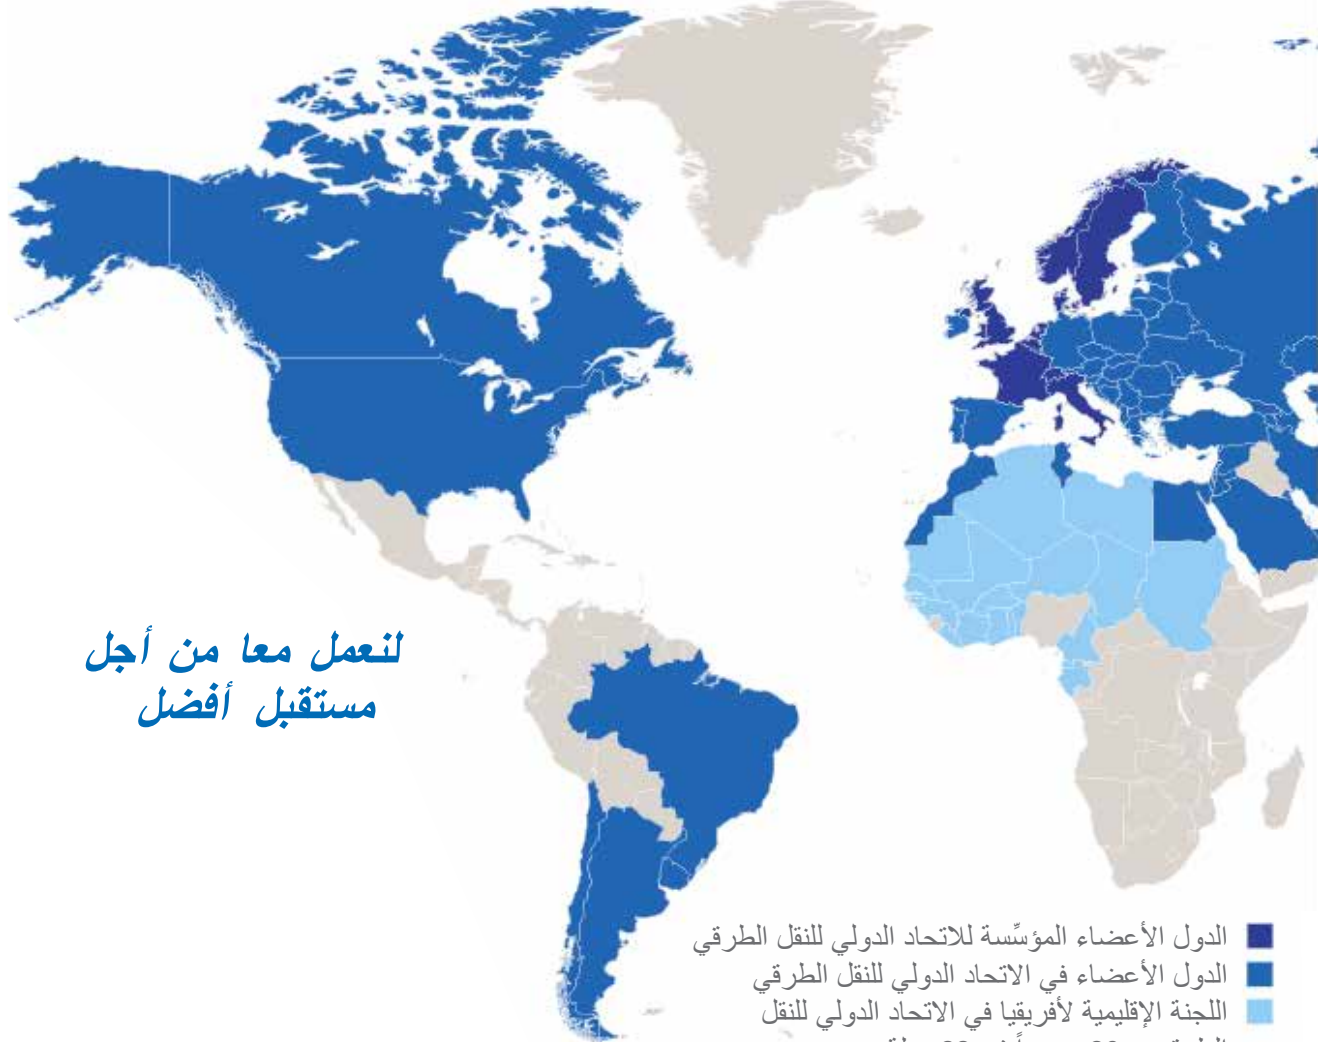 لنعمل معا من أجل
مستقبل أفضل
الدول الأعضاء المؤسِّسة للاتحاد الدولي للنقل الطرقي
الدول الأعضاء في الاتحاد الدولي للنقل الطرقي
اللجنة الإقليمية لأفريقيا في الاتحاد الدولي للنقل